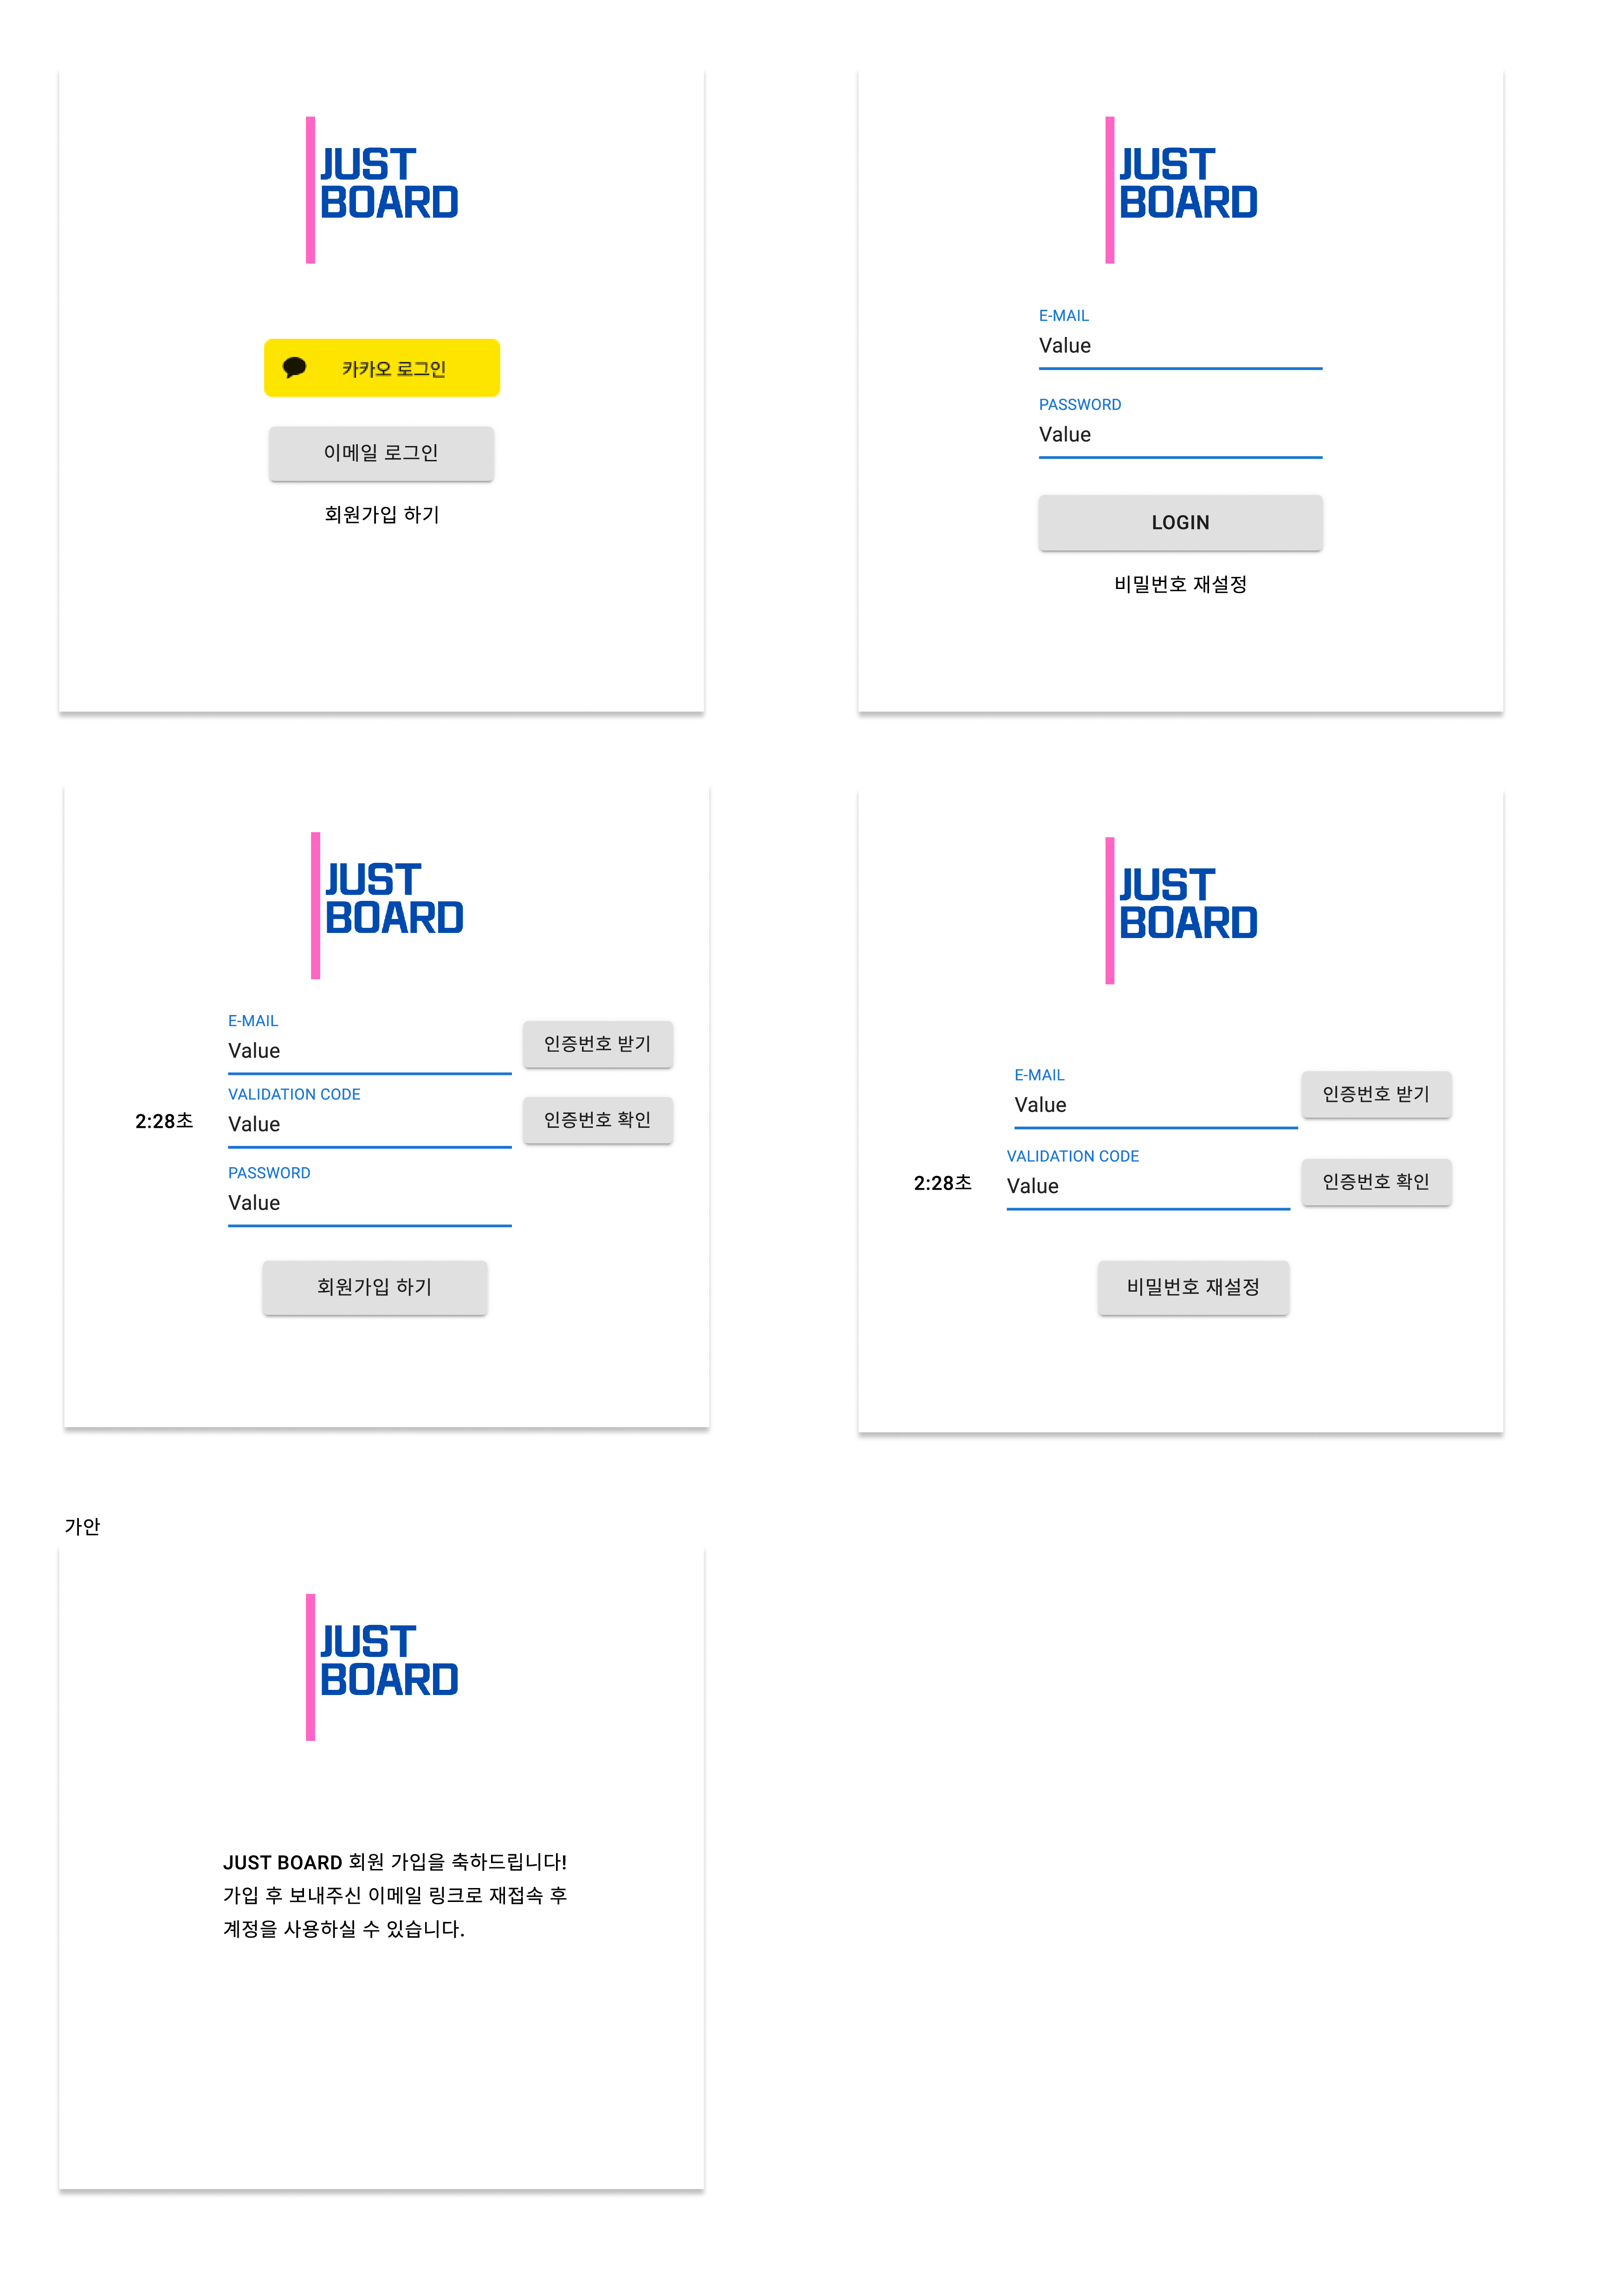 JUST
BOARD
카카오 로그인
이메일 로그인
회원가입 하기
JUST
BOARD
E-MAIL
Value
PASSWORD
Value
LOGIN
비밀번호 재설정
JUST
BOARD
E-MAIL
Value
인증번호 받기
VALIDATION CODE
2:28초
Value
인증번호 확인
PASSWORD
Value
회원가입 하기
JUST
BOARD
E-MAIL
Value
인증번호 받기
VALIDATION CODE
2:28초
Value
인증번호 확인
비밀번호 재설정
가안
JUST
BOARD
JUST BOARD 회원 가입을 축하드립니다!
가입 후 보내주신 이메일 링크로 재접속 후
계정을 사용하실 수 있습니다.